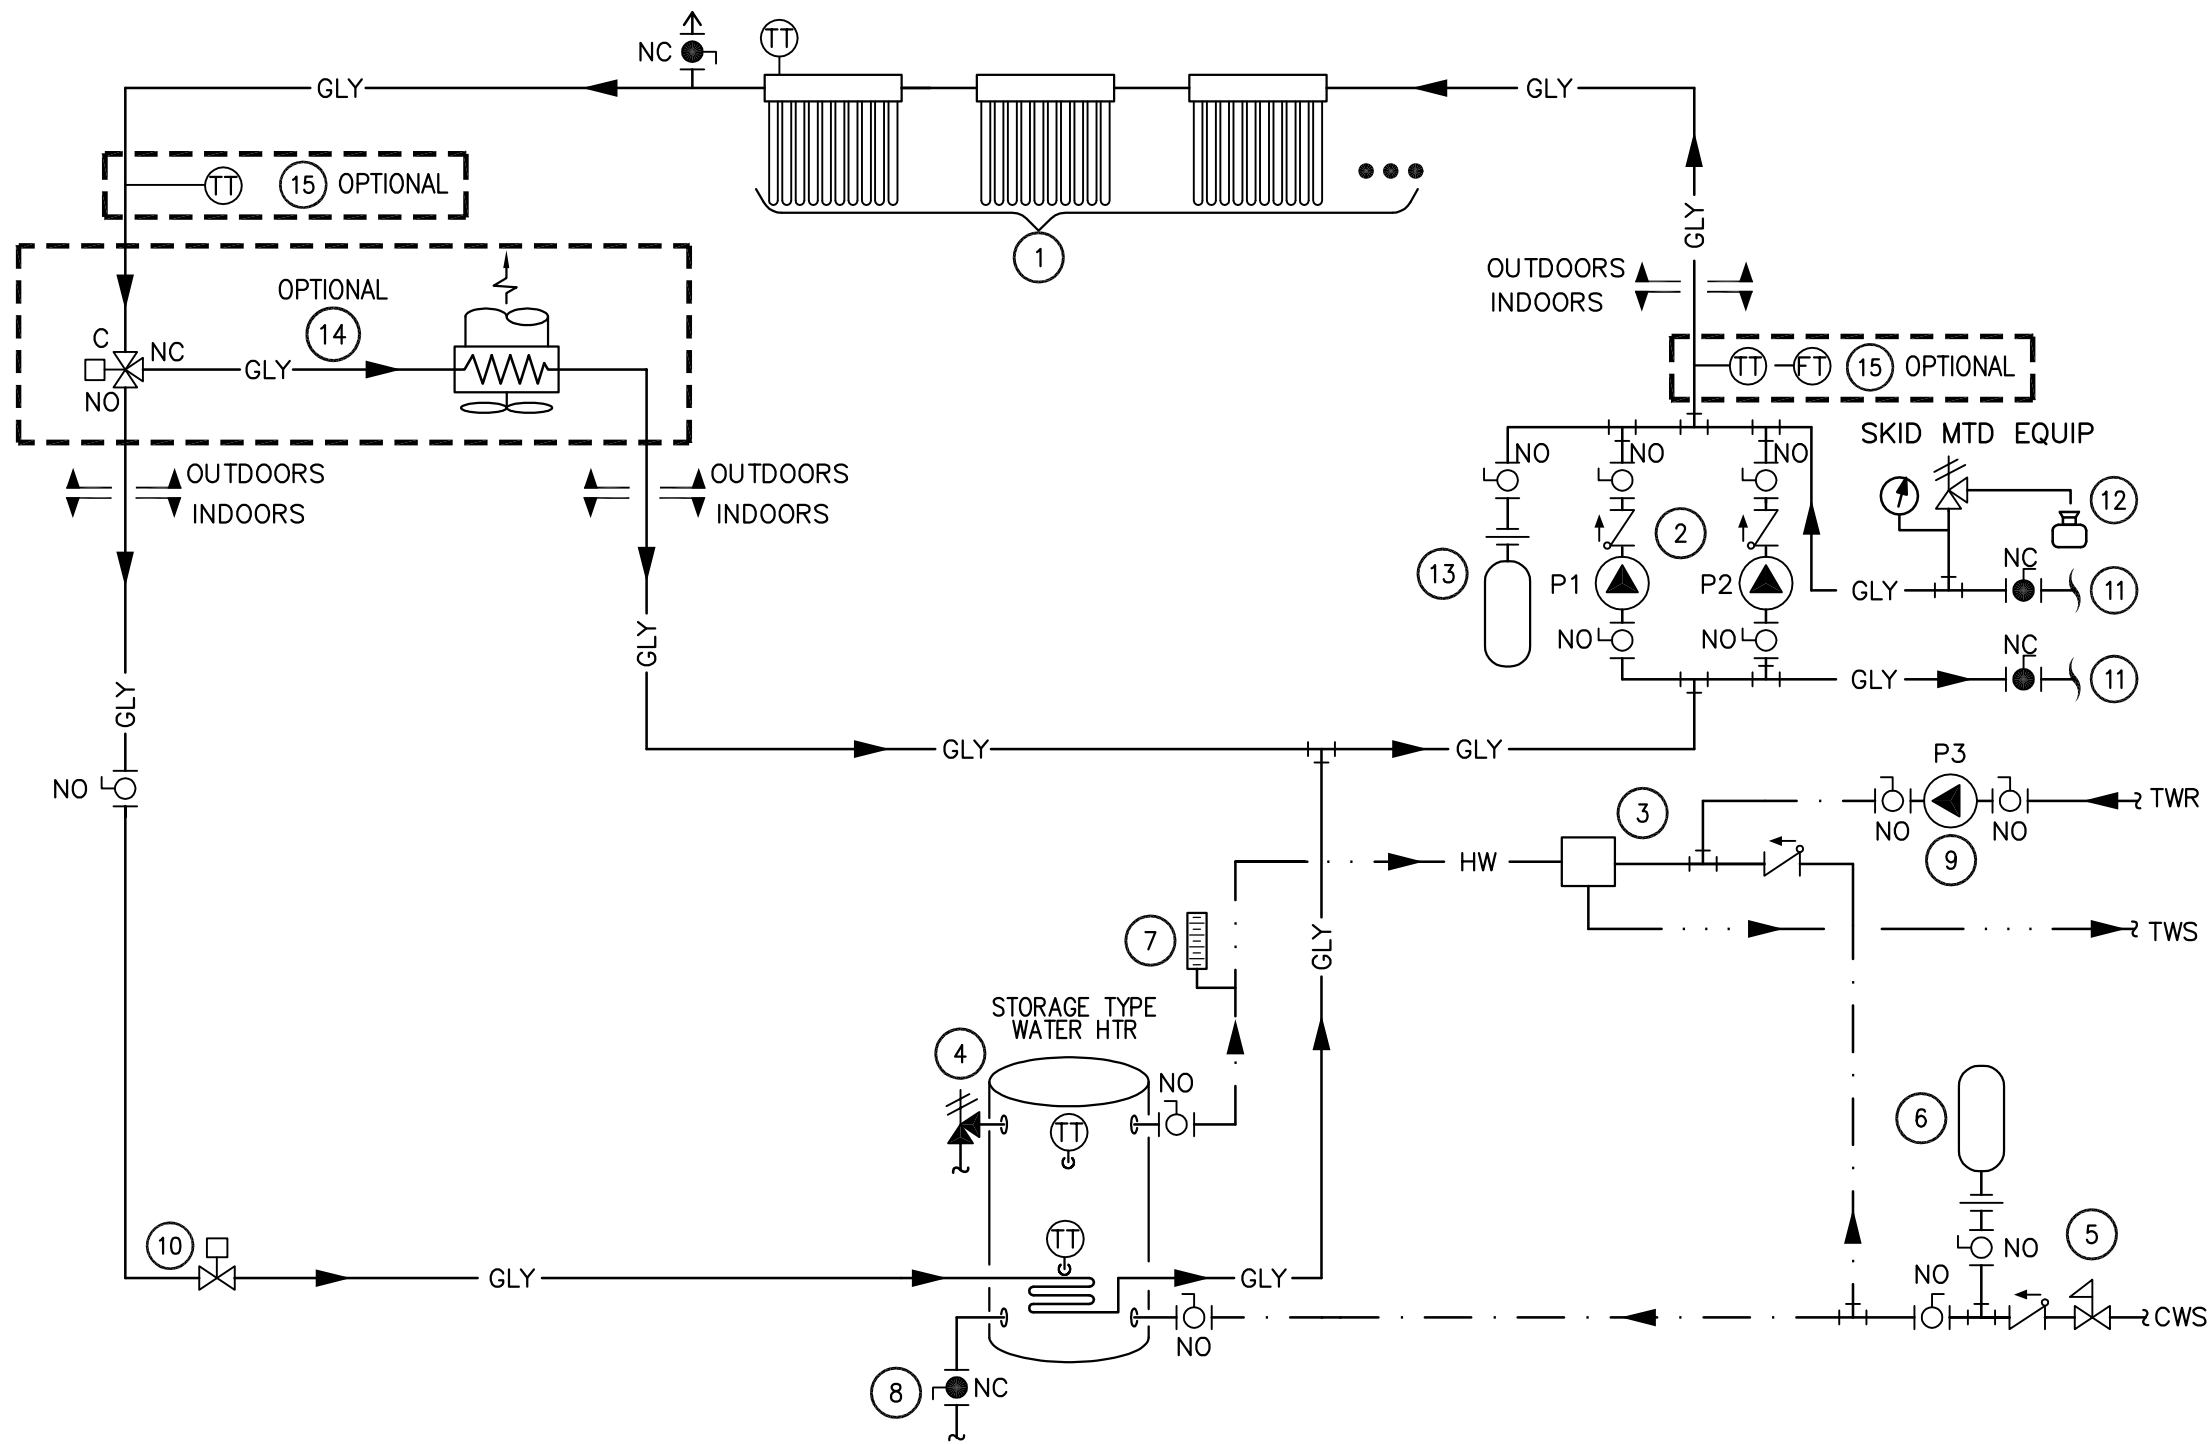 NC
TT
GLY
GLY
TT
15
OPTIONAL
GLY
1
OUTDOORS
INDOORS
OPTIONAL
14
C
NC
GLY
NO
TT
FT
15
OPTIONAL
SKID MTD EQUIP
OUTDOORS
INDOORS
OUTDOORS
INDOORS
NO
NO
NO
12
2
13
P1
P2
NC
GLY
11
NO
NO
NC
GLY
11
GLY
GLY
GLY
GLY
NO
P3
TWR
3
NO
NO
9
HW
7
GLY
TWS
STORAGE TYPE
WATER HTR
4
NO
TT
6
TT
10
GLY
GLY
NO
5
NO
NO
CWS
8
NC